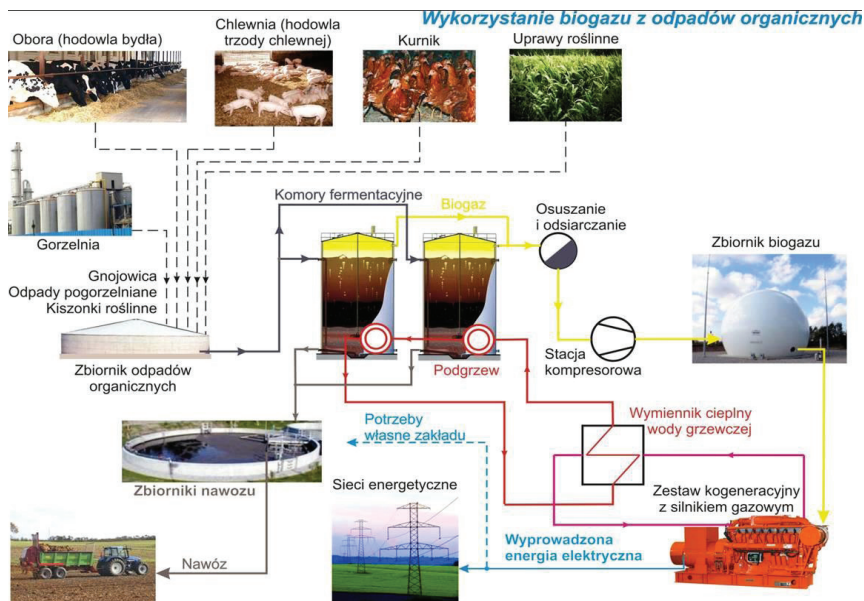 Wykorzystanie biogazu z odpadów organicznych
Obora (hodowla bydła)
Chlewnia (hodowla
trzody chlewnej)
Kurnik
Uprawy roślinne
Gorzelnia
Gnojowica
Odpady pogorzelniane
Kiszonki roślinne
Zbiornik odpadów
organicznych
Komory fermentacyjne
Biogaz
Osuszanie
i odsiarczanie
Zbiornik biogazu
Stacja
kompresorowa
Podgrzew
Wymiennik cieplny
wody grzewczej
Potrzeby
własne zakładu
Zbiorniki nawozu
Sieci energetyczne
Zestaw kogeneracyjny
z silnikiem gazowym
Wyprowadzona
energia elektryczna
Nawóz